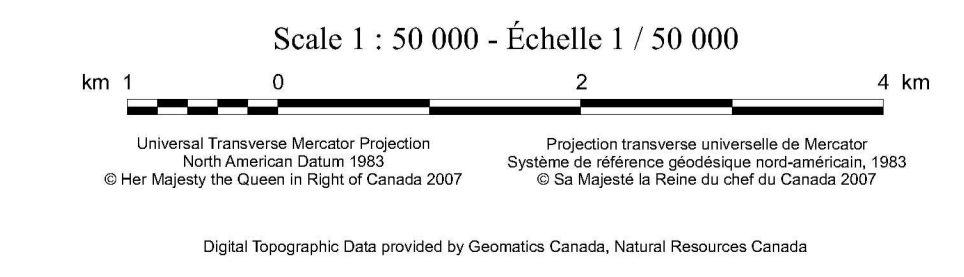 Scale 1 : 50 000 - Échelle 1 / 50 000
km 1 0 2 4 km
Universal Transverse Mercator Projection
North American Datum 1983
© Her Majesty the Queen in Right of Canada 2007
Projection transverse universelle de Mercator
Système de référence géodésique nord-américain, 1983
© Sa Majesté la Reine du chef du Canada 2007
Digital Topographic Data provided by Geomatics Canada, Natural Resources Canada